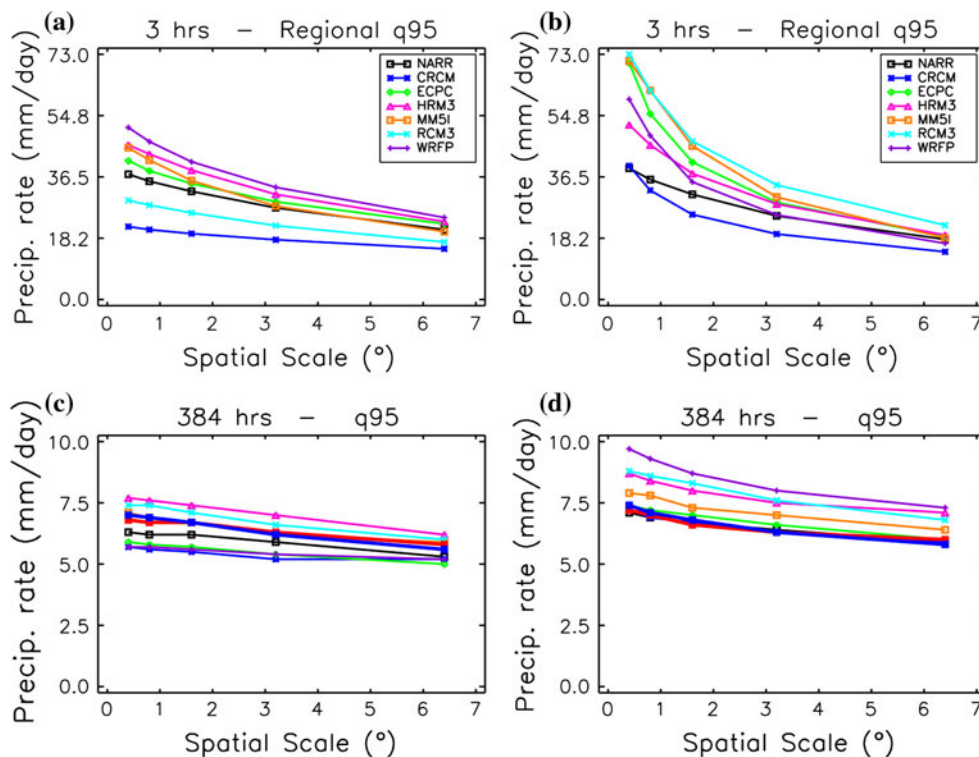 (a) 3 hrs – Regional q95
Precip. rate (mm/day)
73.0
54.8
36.5
18.2
0.0
NARR
CRCM
ECPC
HRM3
MM5I
RCM3
WRFP
0 1 2 3 4 5 6 7
Spatial Scale (°)
(b) 3 hrs – Regional q95
Precip. rate (mm/day)
73.0
54.8
36.5
18.2
0.0
NARR
CRCM
ECPC
HRM3
MM5I
RCM3
WRFP
0 1 2 3 4 5 6 7
Spatial Scale (°)
(c) 384 hrs – q95
Precip. rate (mm/day)
10.0
7.5
5.0
2.5
0.0
0 1 2 3 4 5 6 7
Spatial Scale (°)
(d) 384 hrs – q95
Precip. rate (mm/day)
10.0
7.5
5.0
2.5
0.0
0 1 2 3 4 5 6 7
Spatial Scale (°)